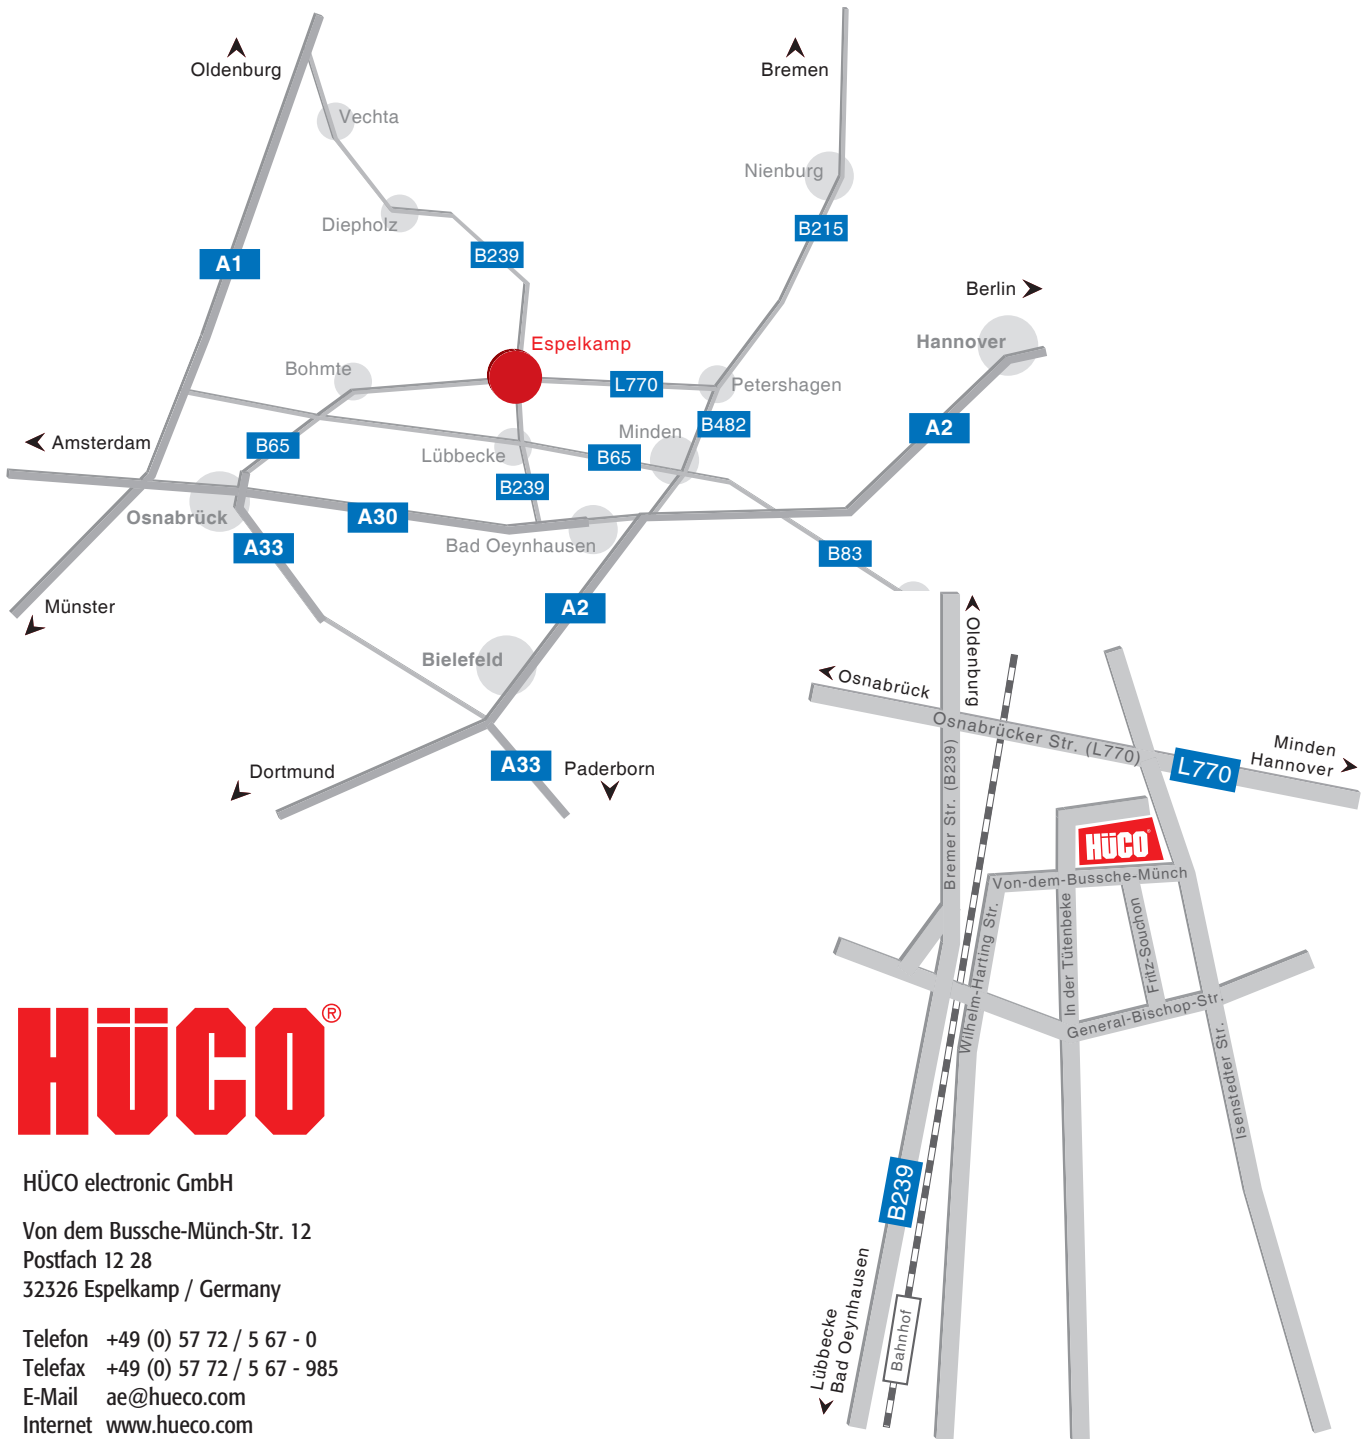 Oldenburg
Bremen
Vechta
Nienburg
Diepholz
B215
B239
A1
Berlin
Espelkamp
Hannover
Bohmte
L770
Petershagen
B482
A2
Minden
Amsterdam
B65
Lübbecke
B65
B239
Osnabrück
A30
A33
Bad Oeynhausen
B83
Münster
A2
Bielefeld
Dortmund
A33
Paderborn
Oldenburg
Osnabrück
Osnabrücker Str. (L770)
Minden
Hannover
L770
Bremer Str. (B239)
HÜCO®
Von-dem-Bussche-Münch
Wilhelm-Harting Str.
In der Tütenbeke
Fritz-Souchon
General-Bischop-Str.
Isenstedter Str.
B239
Bahnhof
Lübbecke
Bad Oeynhausen
HÜCO®
HÜCO electronic GmbH
Von dem Bussche-Münch-Str. 12
Postfach 12 28
32326 Espelkamp / Germany
Telefon +49 (0) 57 72 / 5 67 - 0
Telefax +49 (0) 57 72 / 5 67 - 985
E-Mail ae@hueco.com
Internet www.hueco.com